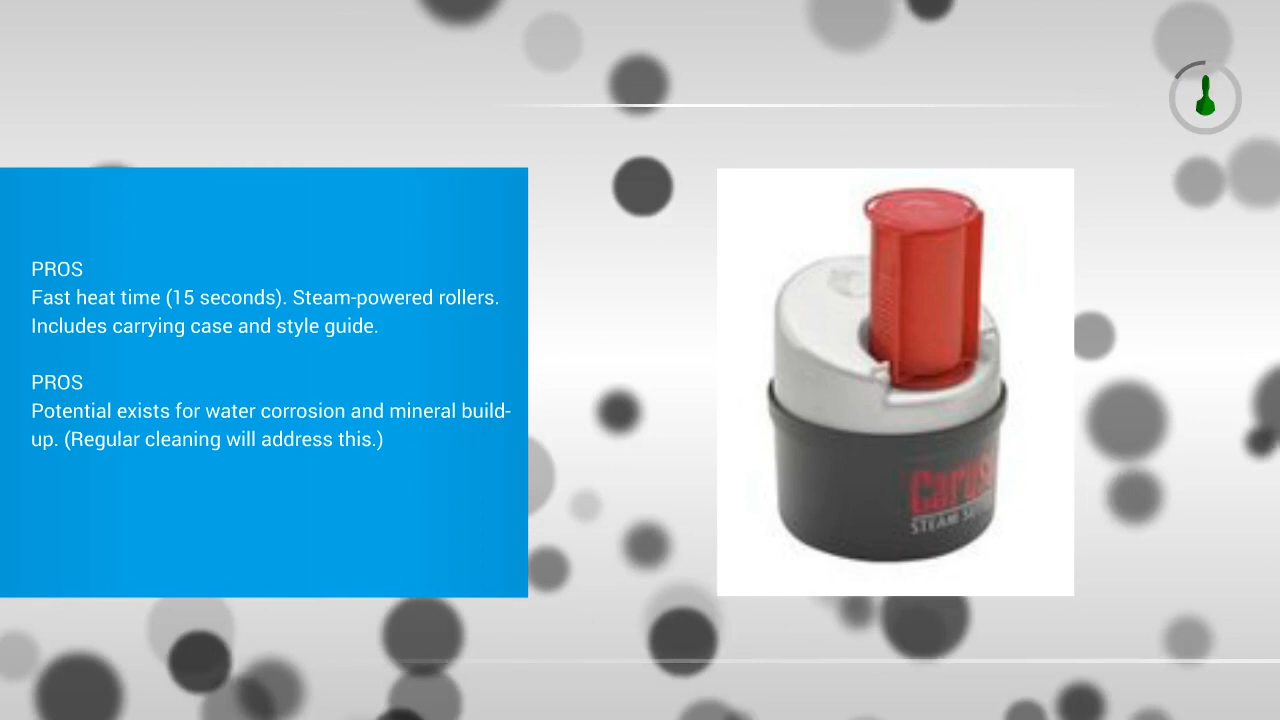 PROS
Fast heat time (15 seconds). Steam-powered rollers.
Includes carrying case and style guide.
PROS
Potential exists for water corrosion and mineral build-
up. (Regular cleaning will address this.)
STEAM